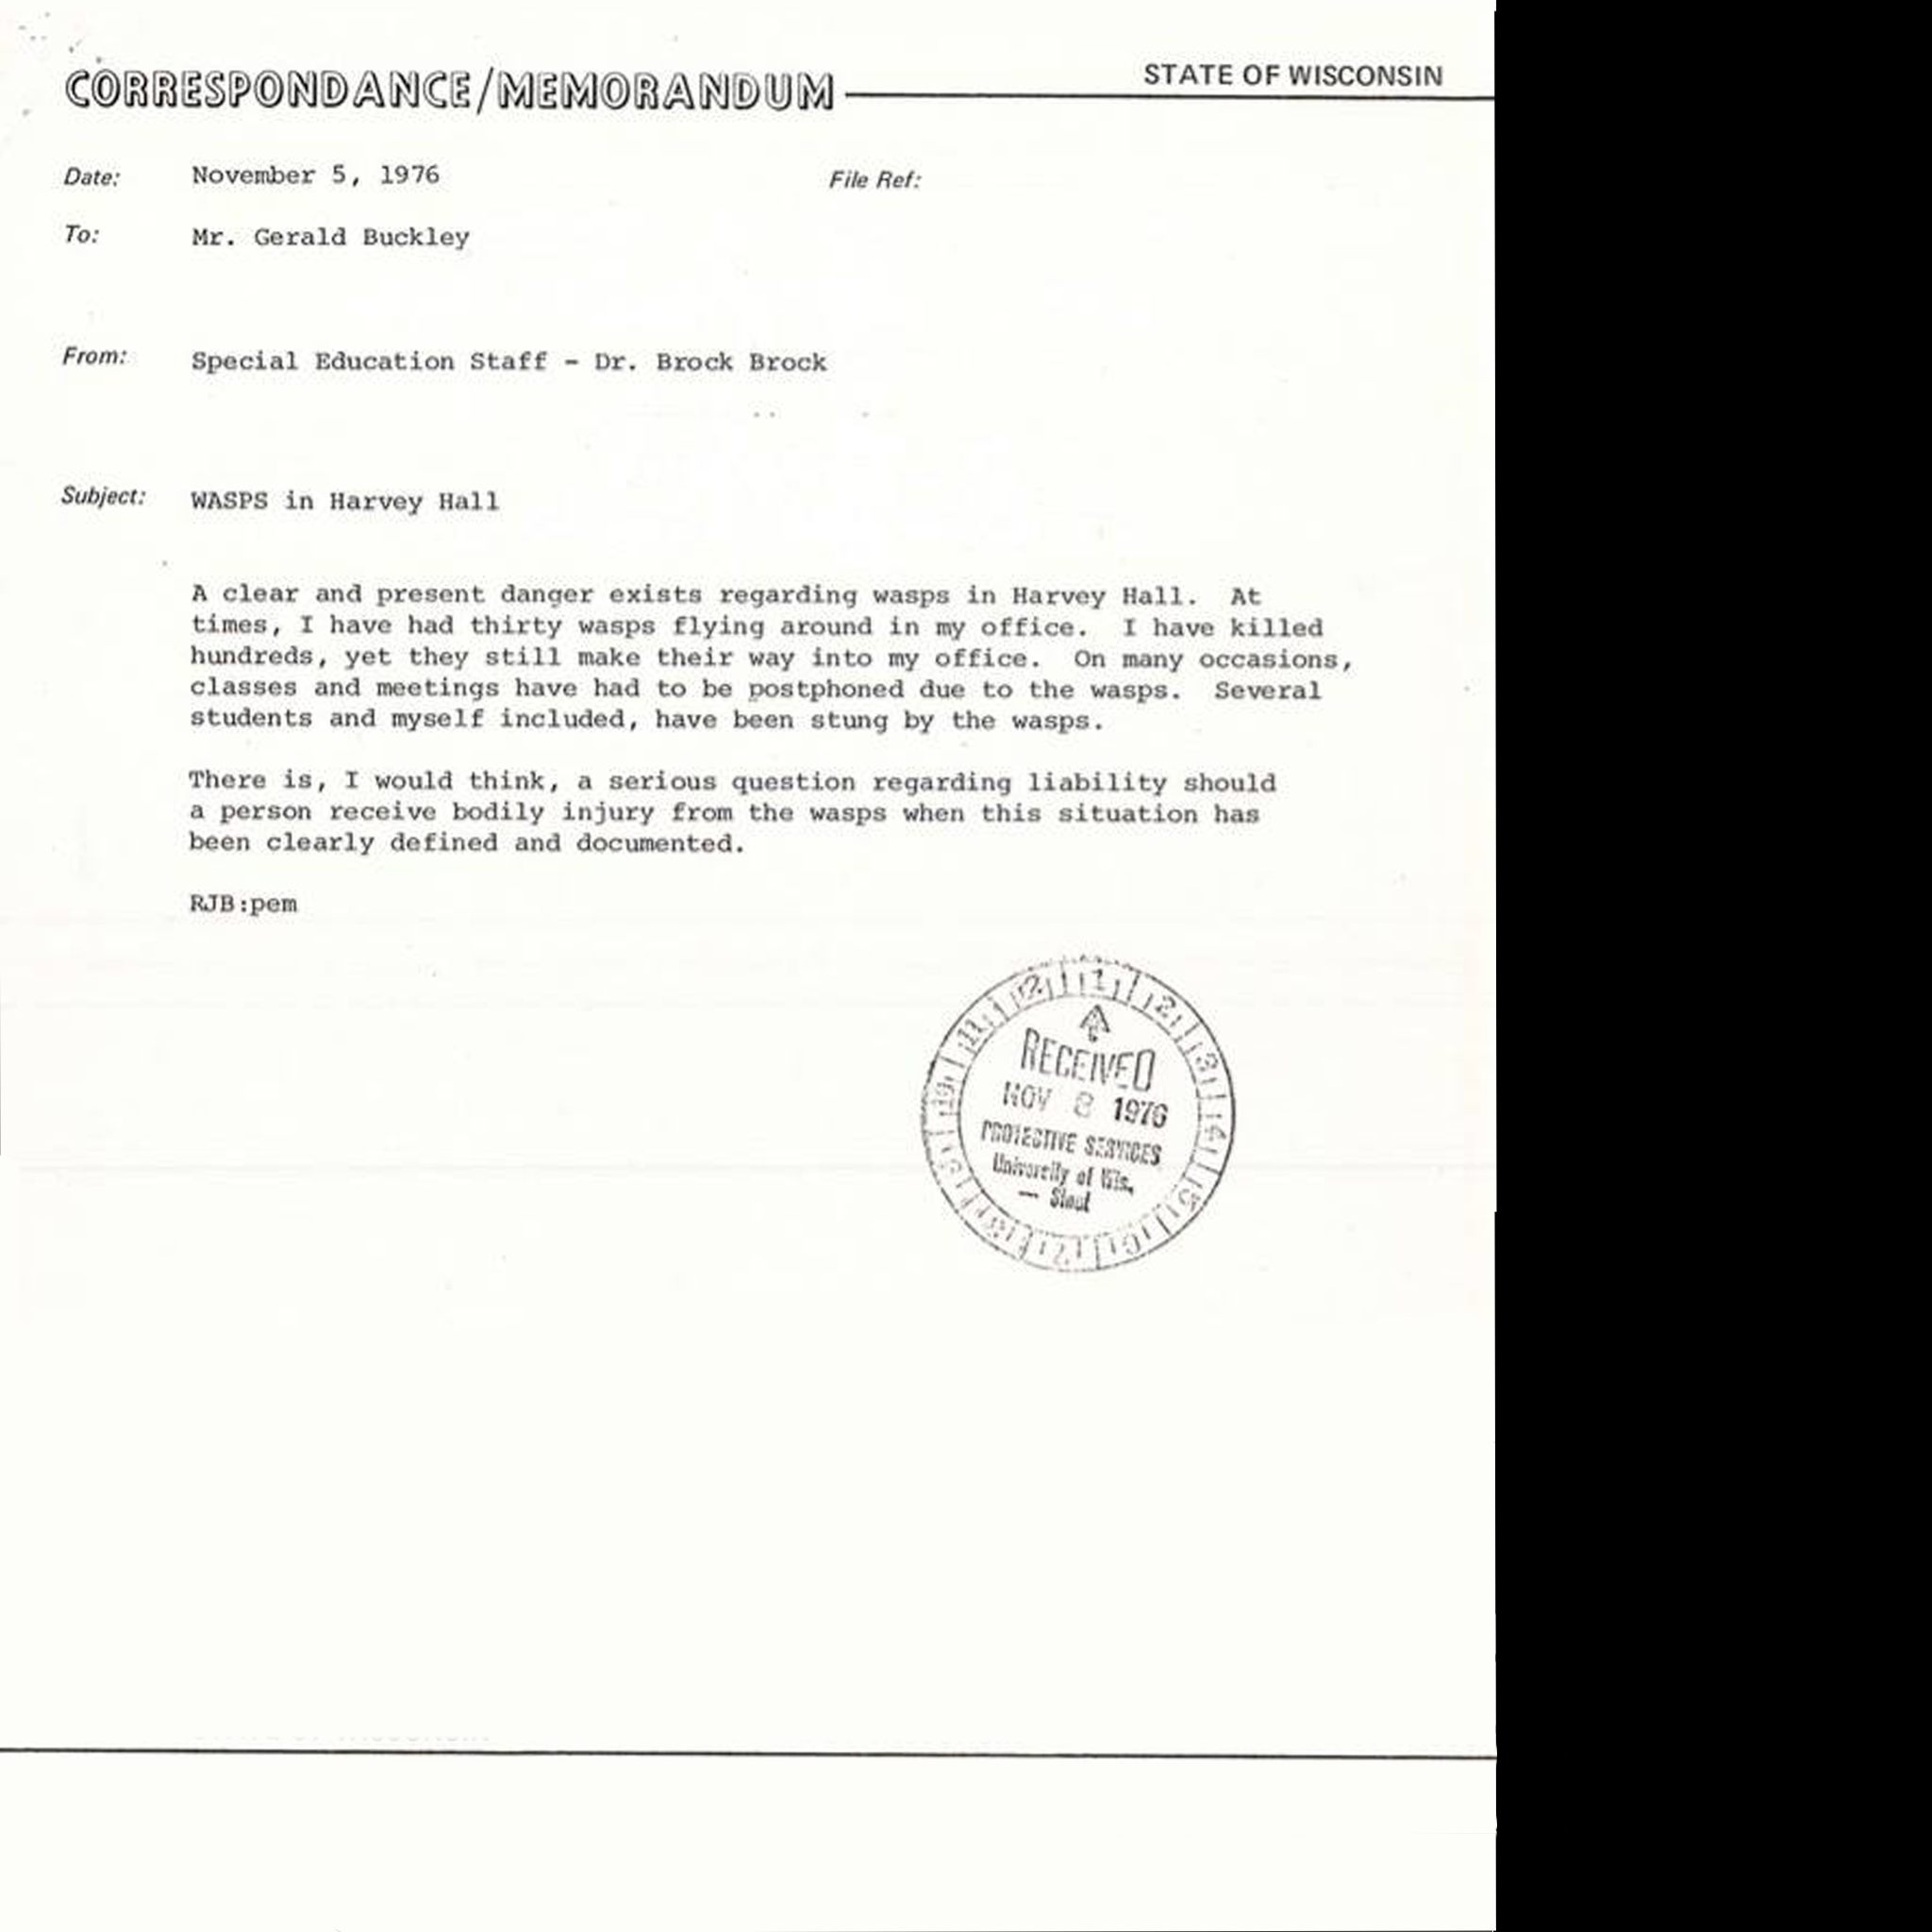 CORRESPONDANCE/MEMORANDUM
STATE OF WISCONSIN
Date: November 5, 1976 File Ref:
To: Mr. Gerald Buckley
From: Special Education Staff - Dr. Brock Brock
Subject: WASPS in Harvey Hall
A clear and present danger exists regarding wasps in Harvey Hall. At
times, I have had thirty wasps flying around in my office. I have killed
hundreds, yet they still make their way into my office. On many occasions,
classes and meetings have had to be postphoned due to the wasps. Several
students and myself included, have been stung by the wasps.
There is, I would think, a serious question regarding liability should
a person receive bodily injury from the wasps when this situation has
been clearly defined and documented.
RJB:pem
12 1 2 3 4 5 6 7 8 9 10 11
RECEIVED
NOV 8 1976
PROTECTIVE SERVICES
University of Wis.
— Stout